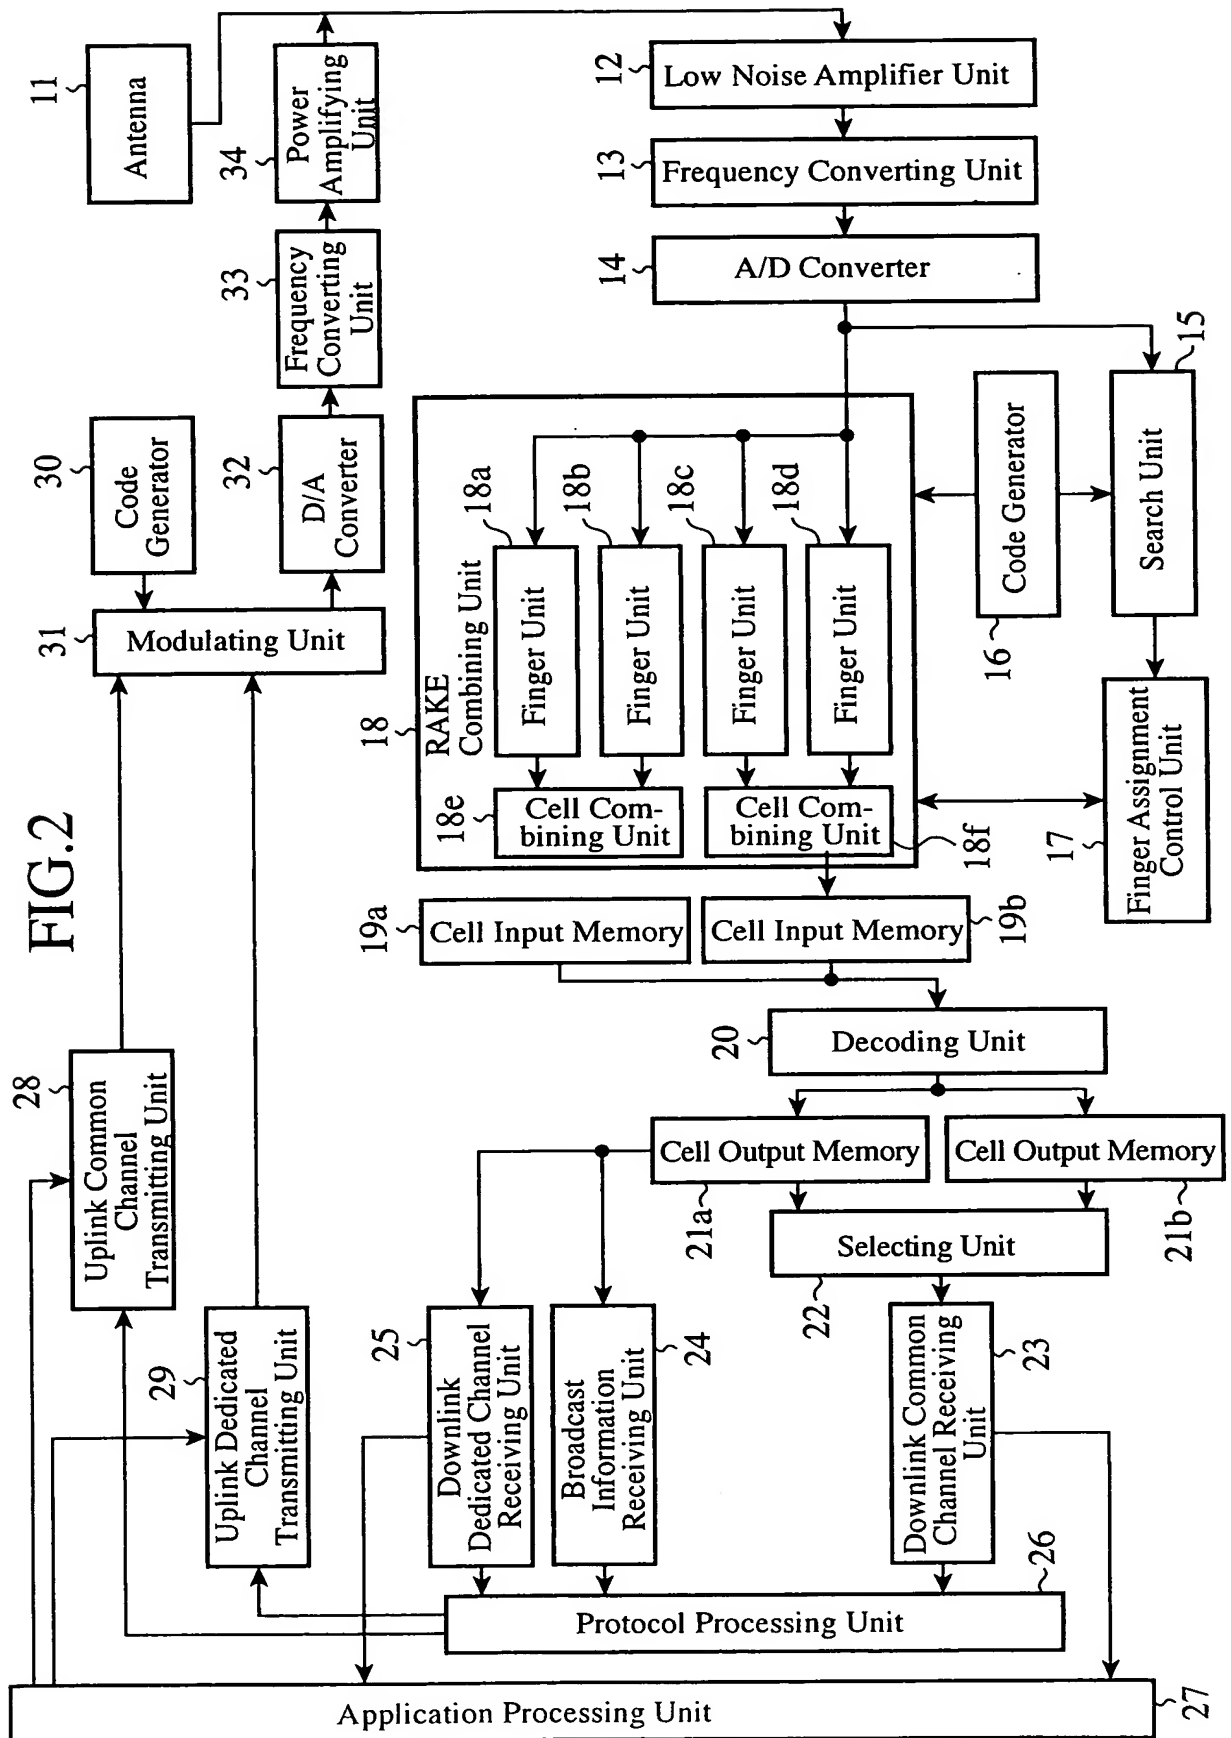 FIG.2
11
Antenna
34
Power
Amplifying
Unit
33
Frequency
Converting
Unit
32
D/A
Converter
30
Code
Generator
31
Modulating Unit
28
Uplink Common
Channel
Transmitting Unit
29
Uplink Dedicated
Channel
Transmitting Unit
12
Low Noise Amplifier Unit
13
Frequency Converting Unit
14
A/D Converter
15
Search Unit
16
Code Generator
17
Finger Assignment
Control Unit
18
RAKE
Combining Unit
18a
Finger Unit
18b
Finger Unit
18c
Finger Unit
18d
Finger Unit
18e
Cell Com-
bining Unit
18f
Cell Com-
bining Unit
19a
Cell Input Memory
19b
Cell Input Memory
20
Decoding Unit
21a
Cell Output Memory
21b
Cell Output Memory
22
Selecting Unit
25
Downlink
Dedicated Channel
Receiving Unit
24
Broadcast
Information
Receiving Unit
23
Downlink Common
Channel Receiving
Unit
26
Protocol Processing Unit
27
Application Processing Unit